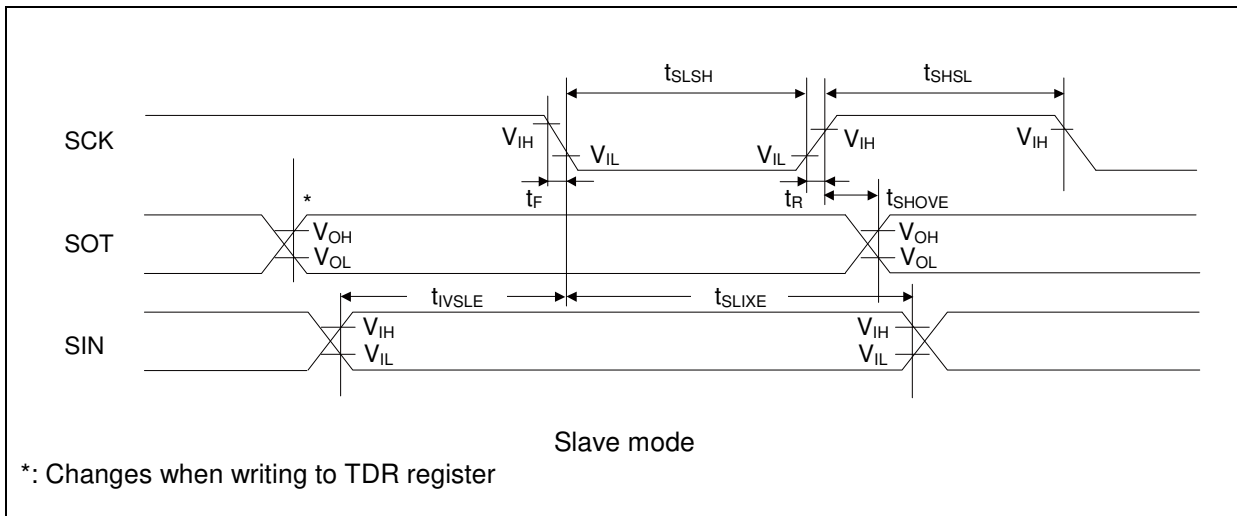 tSLSH tSHSL
SCK VIH VIL VIL VIH VIH
tF tR tSHOVE
*
SOT VOH VOL VOH VOL
tIVSLE tSLIXE
SIN VIH VIL VIH VIL
Slave mode
*: Changes when writing to TDR register